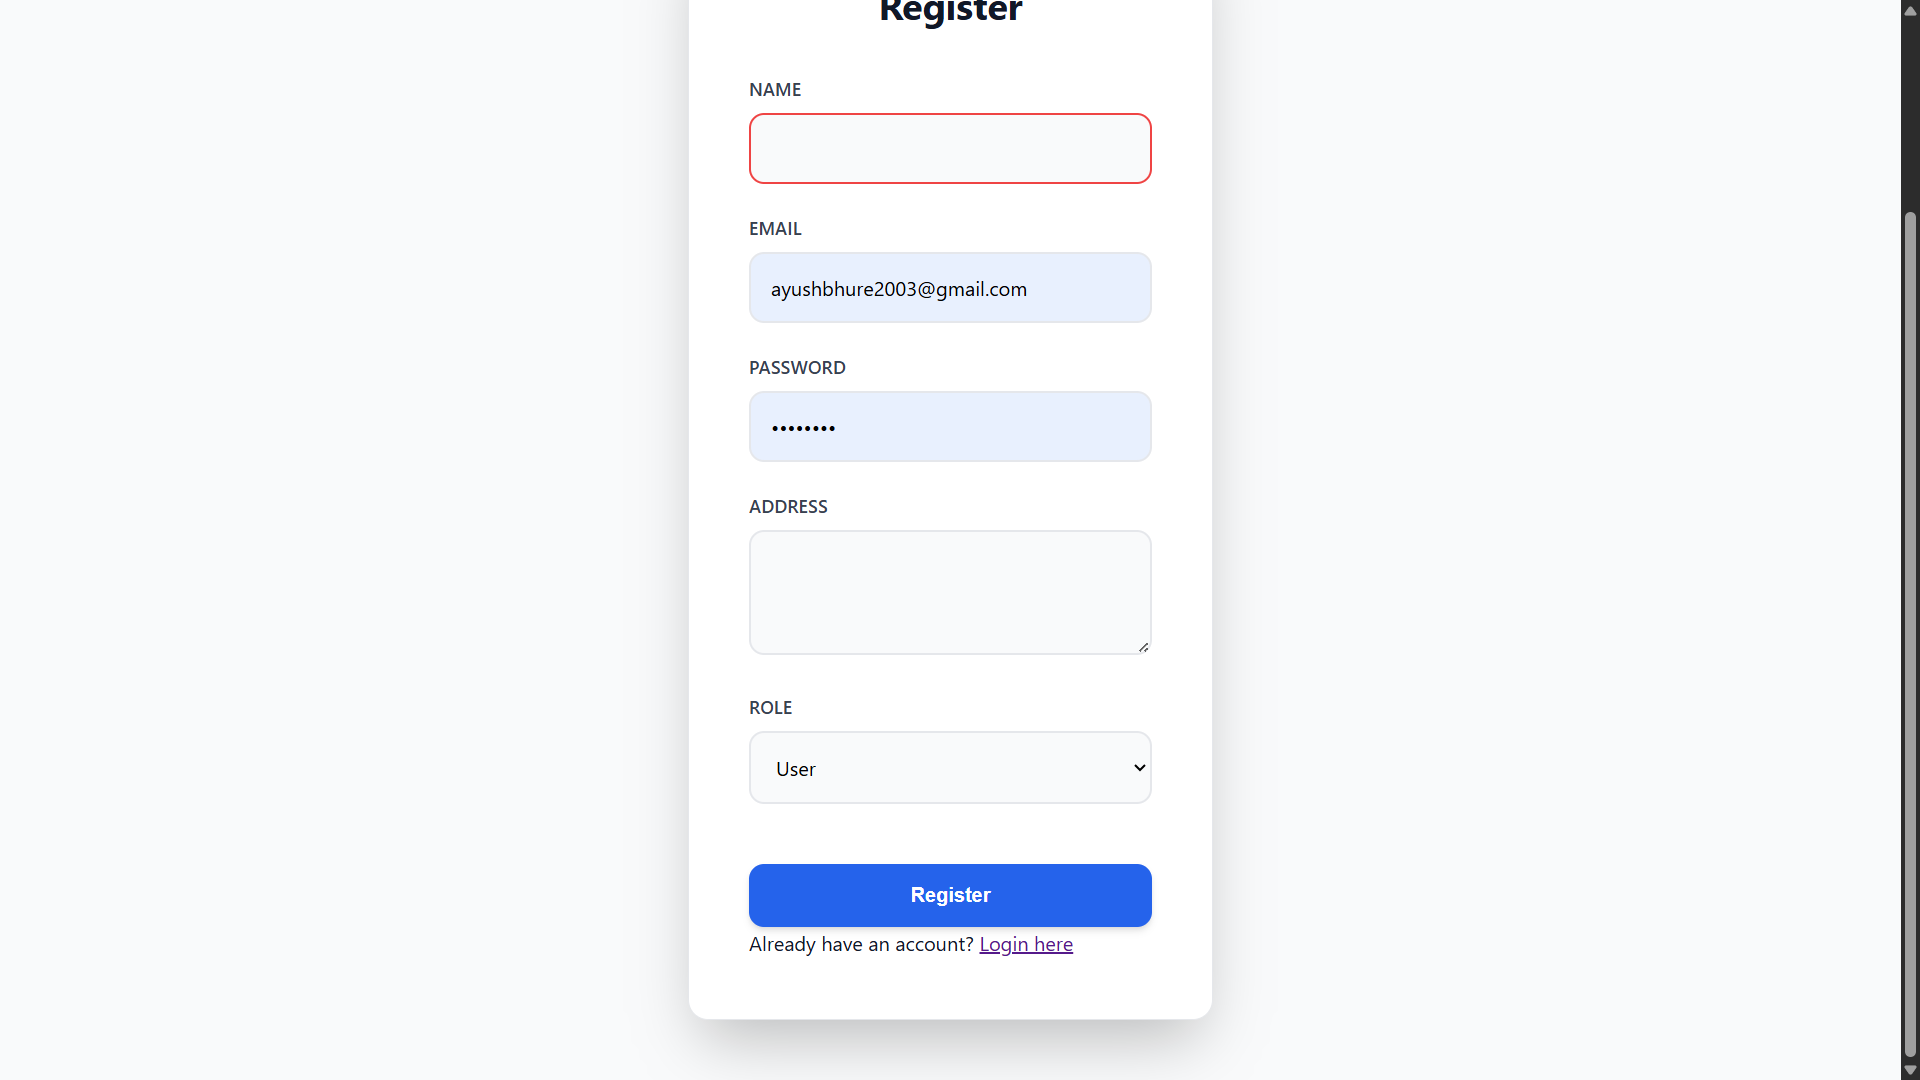 Register
NAME
EMAIL
ayushbhure2003@gmail.com
PASSWORD
••••••••
ADDRESS
ROLE
User
Register
Already have an account? Login here